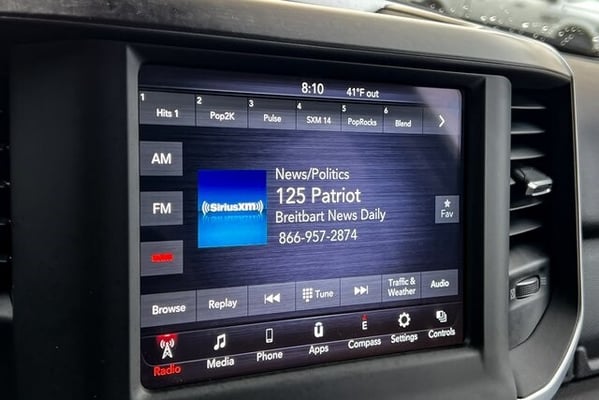 8:10 41°F out
1 Hits 1
2 Pop2K
3 Pulse
4 SXM 14
5 PopRocks
6 Blend
AM
FM
((SiriusXM))
News/Politics
125 Patriot
Breitbart News Daily
866-957-2874
Fav
Browse
Replay
Tune
Traffic &
Weather
Audio
Radio
Media
Phone
Apps
E
Compass
Settings
Controls